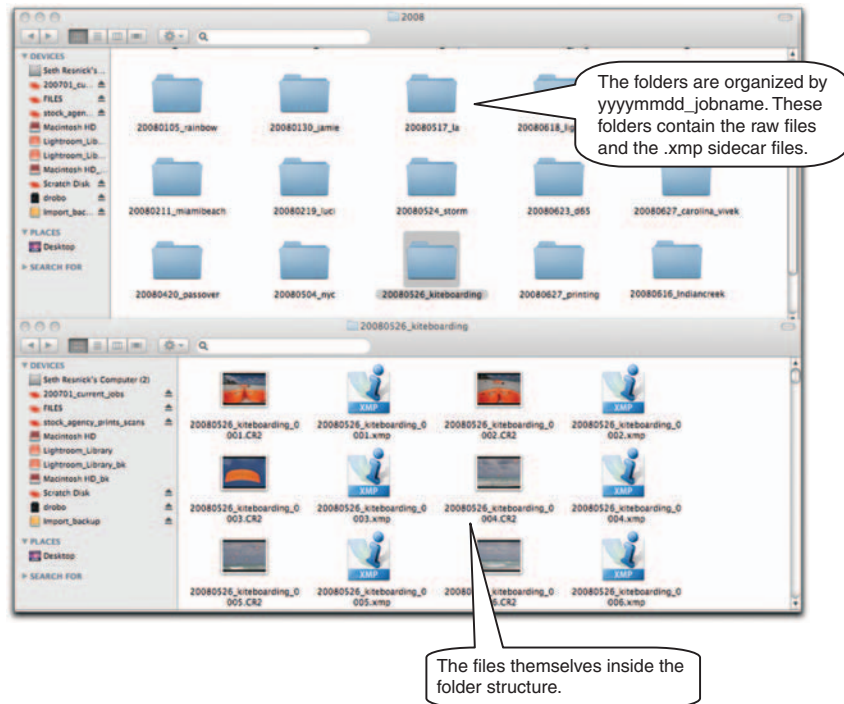 2008
DEVICES
Seth Resnick's ...
200701_cu...
FILES
stock_agen...
Macintosh HD
Lightroom_Lib...
Lightroom_Lib...
Macintosh HD_...
Scratch Disk
drobo
Import_bac...
PLACES
Desktop
SEARCH FOR
20080105_rainbow
20080130_jamie
20080517_la
20080618_lig
The folders are organized by
yyyymmdd_jobname. These
folders contain the raw files
and the .xmp sidecar files.
20080211_miamibeach
20080219_luci
20080524_storm
20080623_d65
20080627_carolina_vivek
20080420_passover
20080504_nyc
20080526_kiteboarding
20080627_printing
20080616_Indiancreek
20080526_kiteboarding
DEVICES
Seth Resnick's Computer (2)
200701_current_jobs
FILES
stock_agency_prints_scans
Macintosh HD
Lightroom_Library
Lightroom_Library_bk
Macintosh HD_bk
Scratch Disk
drobo
Import_backup
PLACES
Desktop
SEARCH FOR
XMP
XMP
20080526_kiteboarding_0
001.CR2
20080526_kiteboarding_0
001.xmp
20080526_kiteboarding_0
002.CR2
20080526_kiteboarding_0
002.xmp
XMP
XMP
20080526_kiteboarding_0
003.CR2
20080526_kiteboarding_0
003.xmp
20080526_kiteboarding_0
004.CR2
20080526_kiteboarding_0
004.xmp
XMP
XMP
20080526_kiteboarding_0
005.CR2
20080526_kiteboarding_0
005.xmp
20080526_kiteboarding_0
6.CR2
20080526_kiteboarding_0
006.xmp
The files themselves inside the
folder structure.